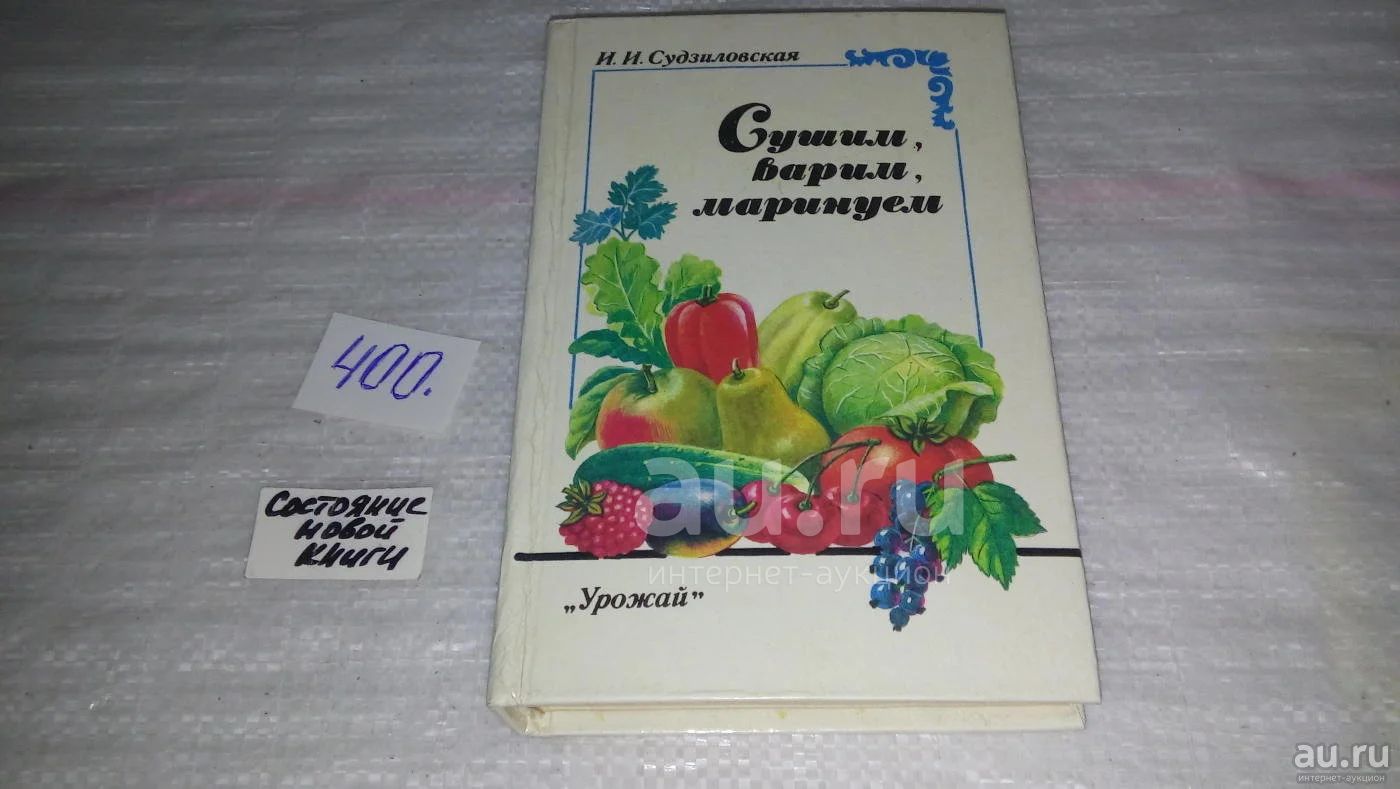 И. И. Судзиловская
Сушим,
варим,
маринуем
400.
Состояние
новой
книги
au.ru
интернет-аукцион
„Урожай”
au.ru
интернет-аукцион